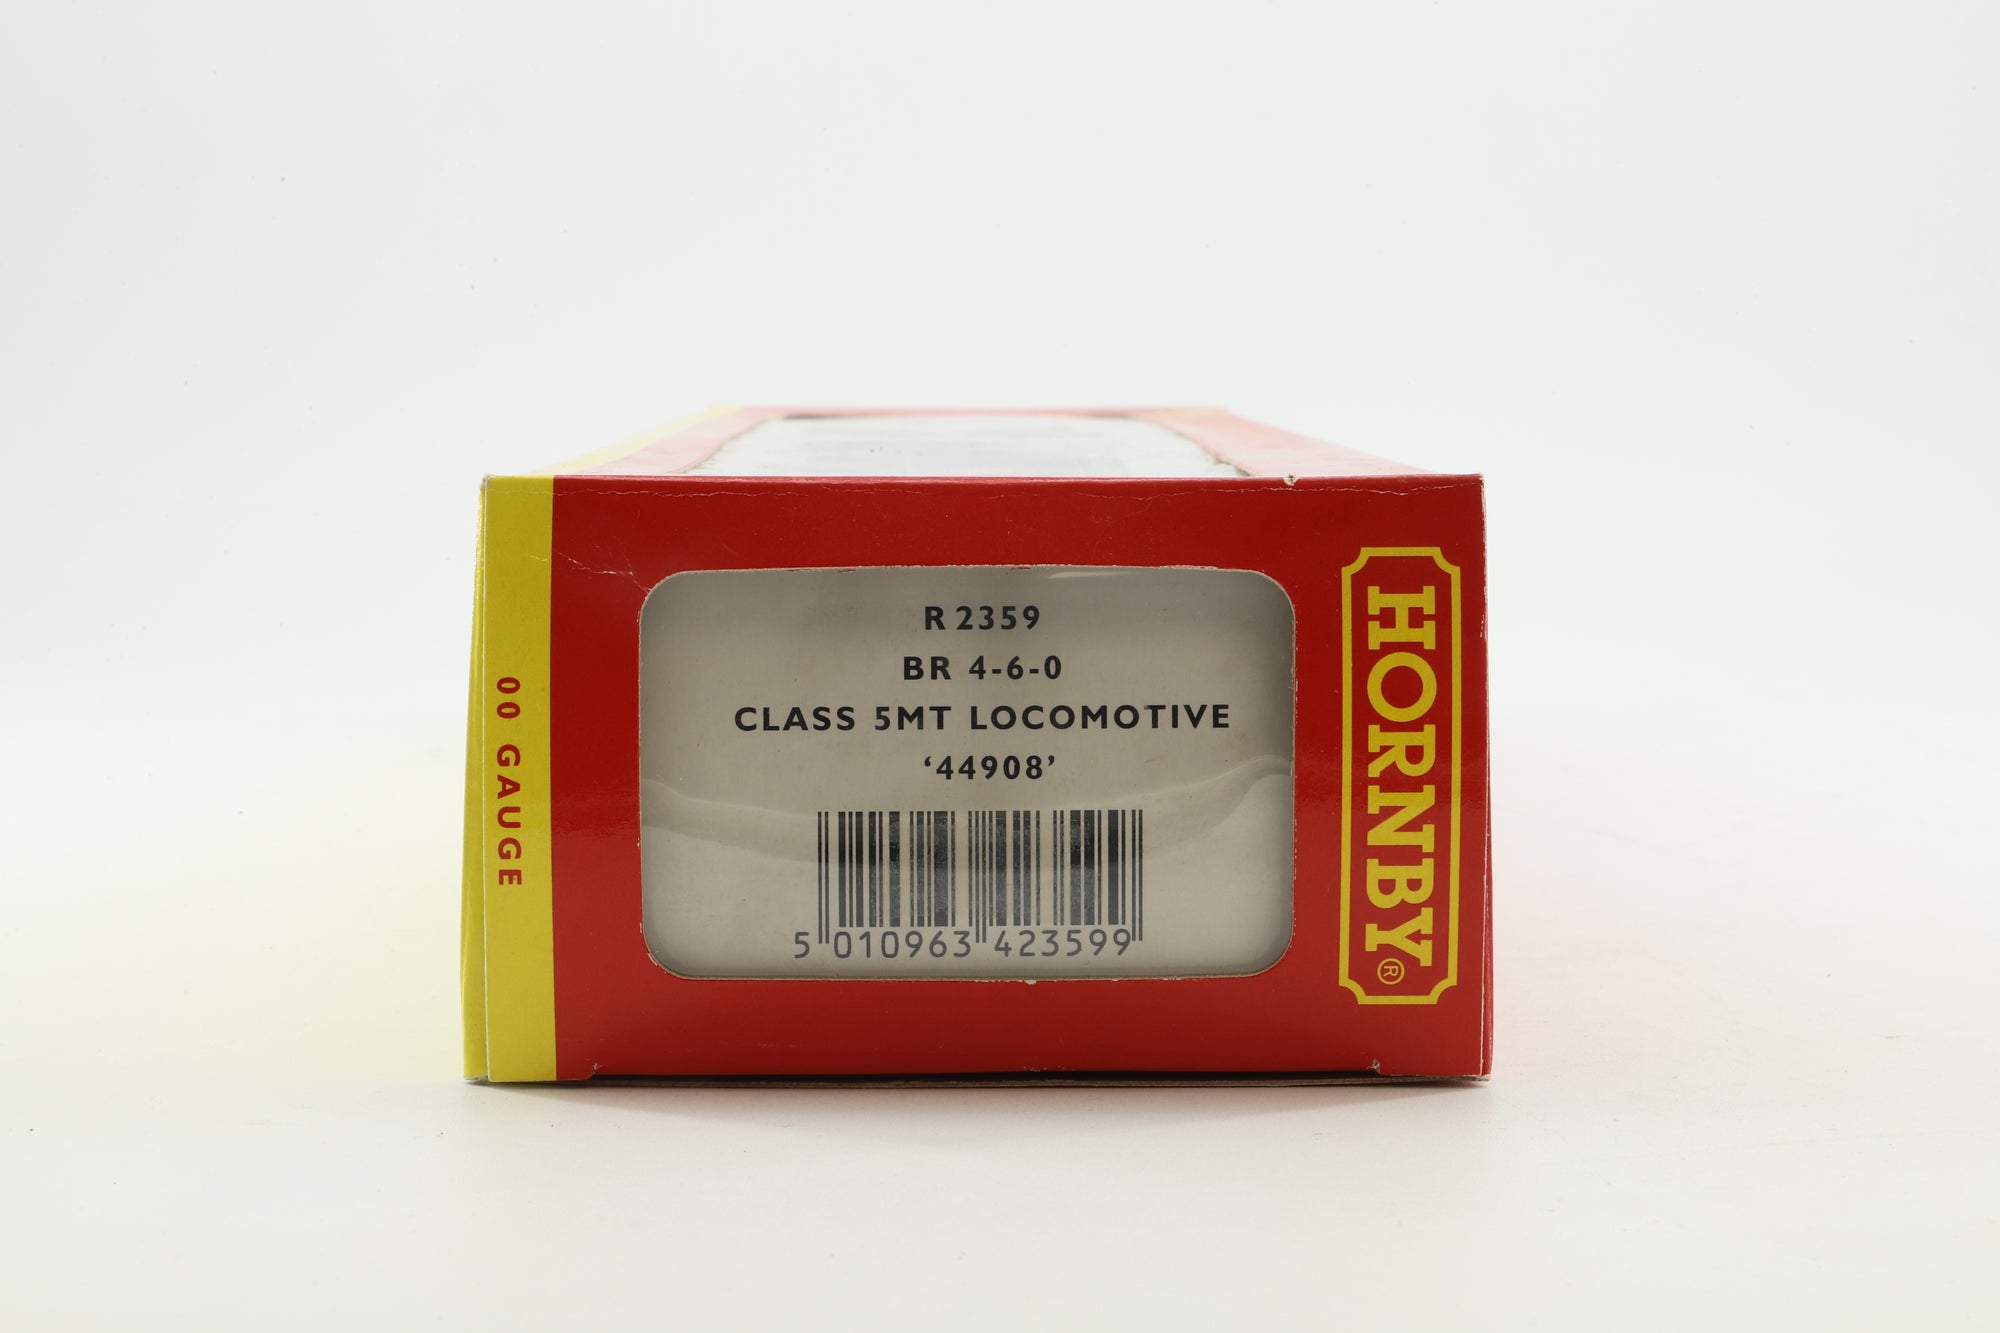 00 GAUGE
R 2359
BR 4-6-0
CLASS 5MT LOCOMOTIVE
‘44908’
5 010963 423599
HORNBY®